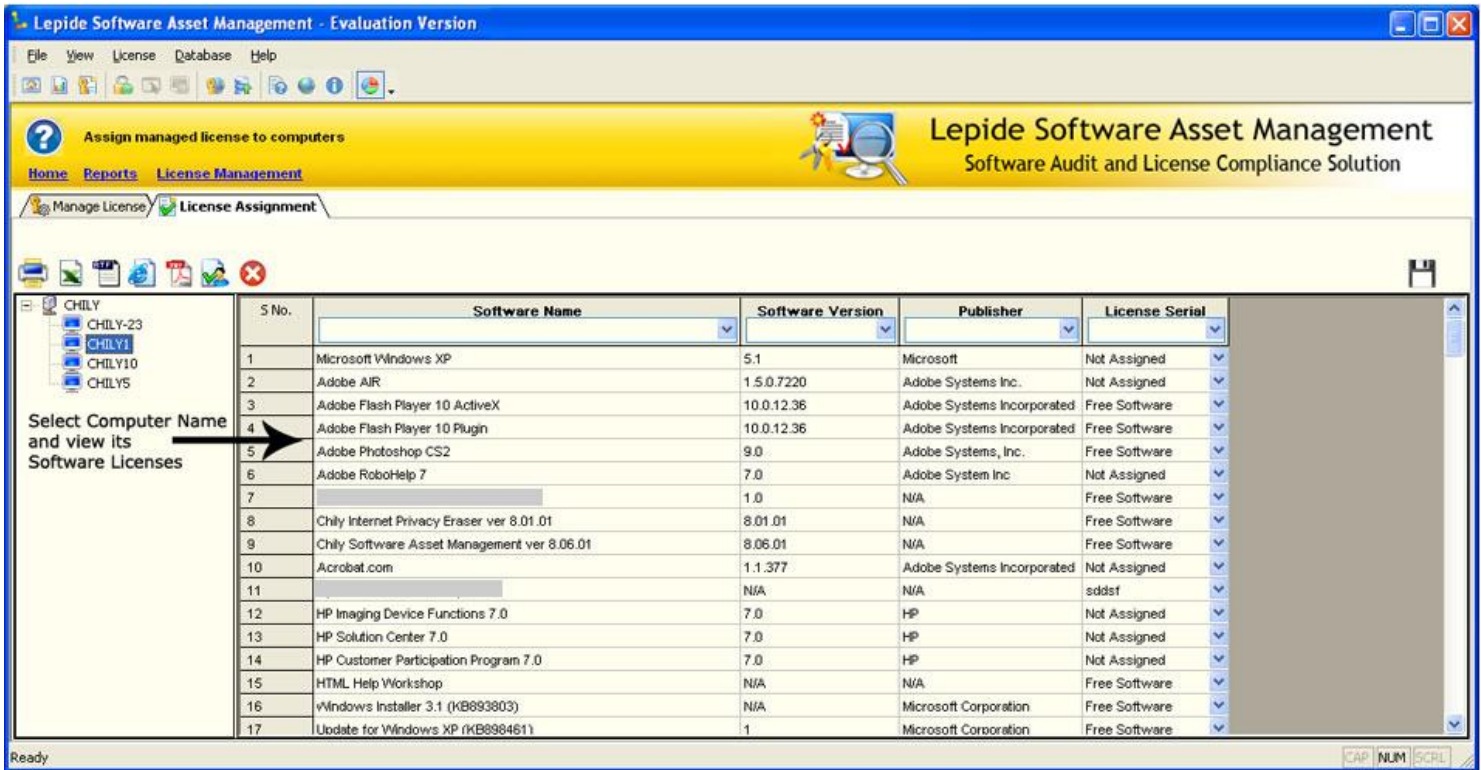 Lepide Software Asset Management - Evaluation Version
File View License Database Help
Assign managed license to computers
Home Reports License Management
Lepide Software Asset Management
Software Audit and License Compliance Solution
Manage License License Assignment
CHILY
CHILY-23
CHILY1
CHILY10
CHILY5
Select Computer Name
and view its
Software Licenses
S No. Software Name Software Version Publisher License Serial
1 Microsoft Windows XP 5.1 Microsoft Not Assigned
2 Adobe AIR 1.5.0.7220 Adobe Systems Inc. Not Assigned
3 Adobe Flash Player 10 ActiveX 10.0.12.36 Adobe Systems Incorporated Free Software
4 Adobe Flash Player 10 Plugin 10.0.12.36 Adobe Systems Incorporated Free Software
5 Adobe Photoshop CS2 9.0 Adobe Systems, Inc. Free Software
6 Adobe RoboHelp 7 7.0 Adobe System Inc Not Assigned
7 1.0 N/A Free Software
8 Chily Internet Privacy Eraser ver 8.01.01 8.01.01 N/A Free Software
9 Chily Software Asset Management ver 8.06.01 8.06.01 N/A Free Software
10 Acrobat.com 1.1.377 Adobe Systems Incorporated Not Assigned
11 N/A N/A sddsf
12 HP Imaging Device Functions 7.0 7.0 HP Not Assigned
13 HP Solution Center 7.0 7.0 HP Not Assigned
14 HP Customer Participation Program 7.0 7.0 HP Not Assigned
15 HTML Help Workshop N/A N/A Free Software
16 Windows Installer 3.1 (KB893803) N/A Microsoft Corporation Free Software
17 Update for Windows XP (KB898461) 1 Microsoft Corporation Free Software
Ready CAP NUM SCRL